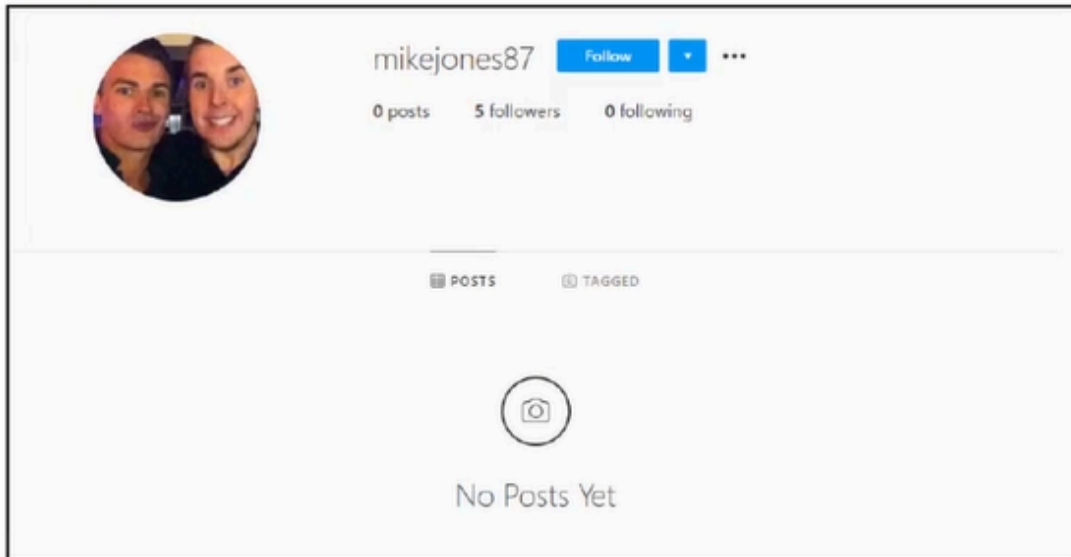 mikejones87 Follow ▼ •••
0 posts 5 followers 0 following
POSTS TAGGED
No Posts Yet